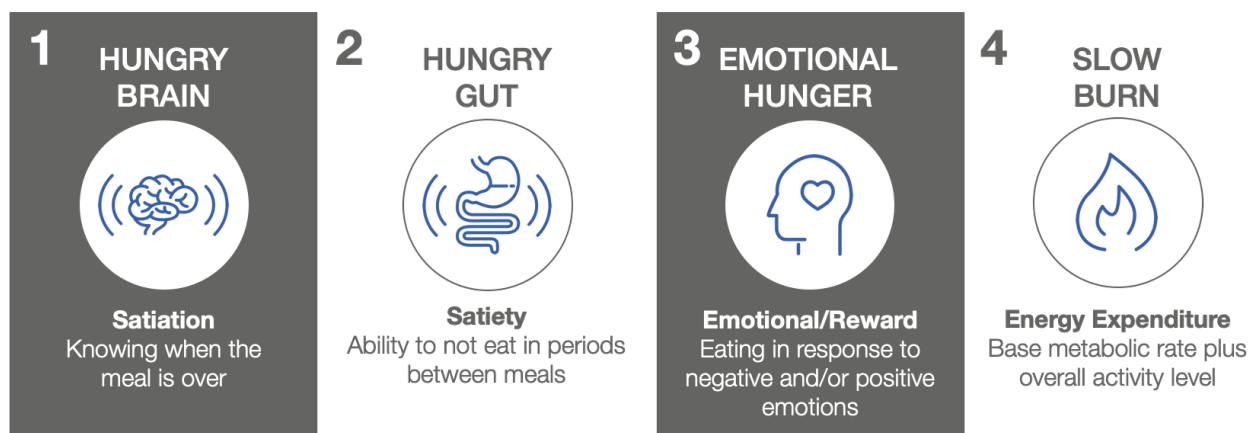 1
HUNGRY
BRAIN
Satiation
Knowing when the
meal is over
2
HUNGRY
GUT
Satiety
Ability to not eat in periods
between meals
3
EMOTIONAL
HUNGER
Emotional/Reward
Eating in response to
negative and/or positive
emotions
4
SLOW
BURN
Energy Expenditure
Base metabolic rate plus
overall activity level